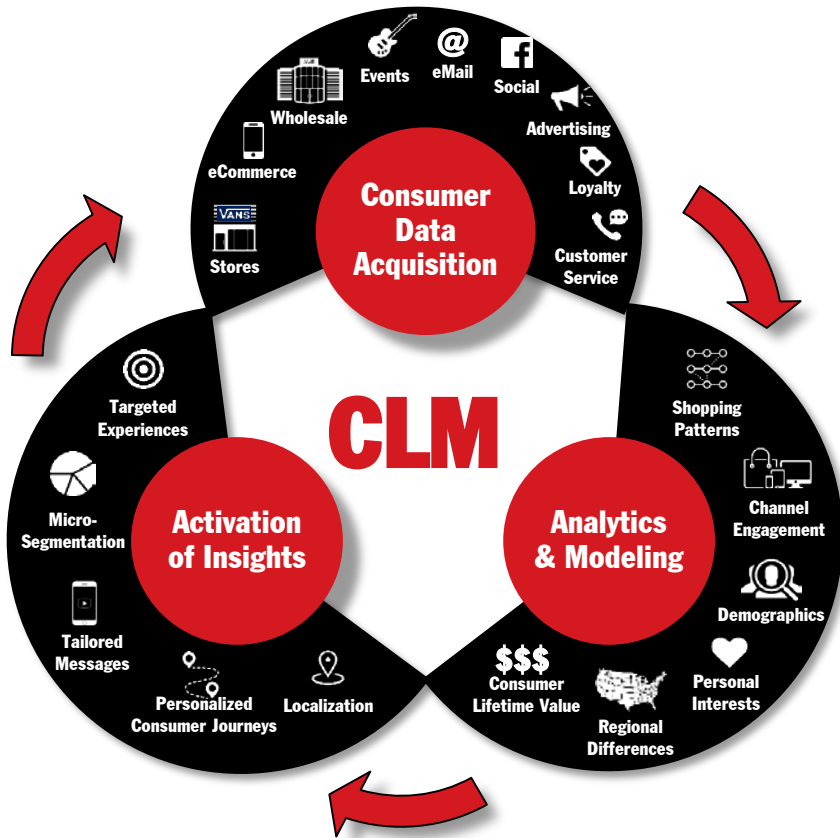 Events
@
eMail
Social
Wholesale
Advertising
eCommerce
Loyalty
VANS
Stores
Customer
Service
Consumer
Data
Acquisition
CLM
Shopping
Patterns
Channel
Engagement
Demographics
Personal
Interests
Regional
Differences
$$$
Consumer
Lifetime Value
Analytics
& Modeling
Localization
Personalized
Consumer Journeys
Tailored
Messages
Micro-
Segmentation
Targeted
Experiences
Activation
of Insights